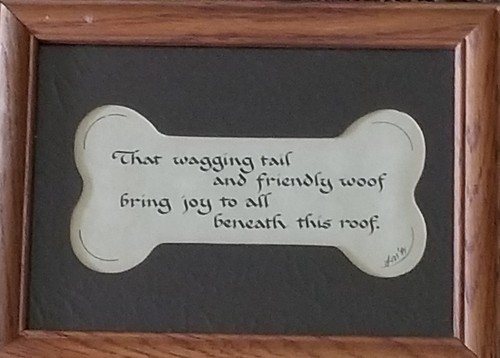 That wagging tail
and friendly woof
bring joy to all
beneath this roof.